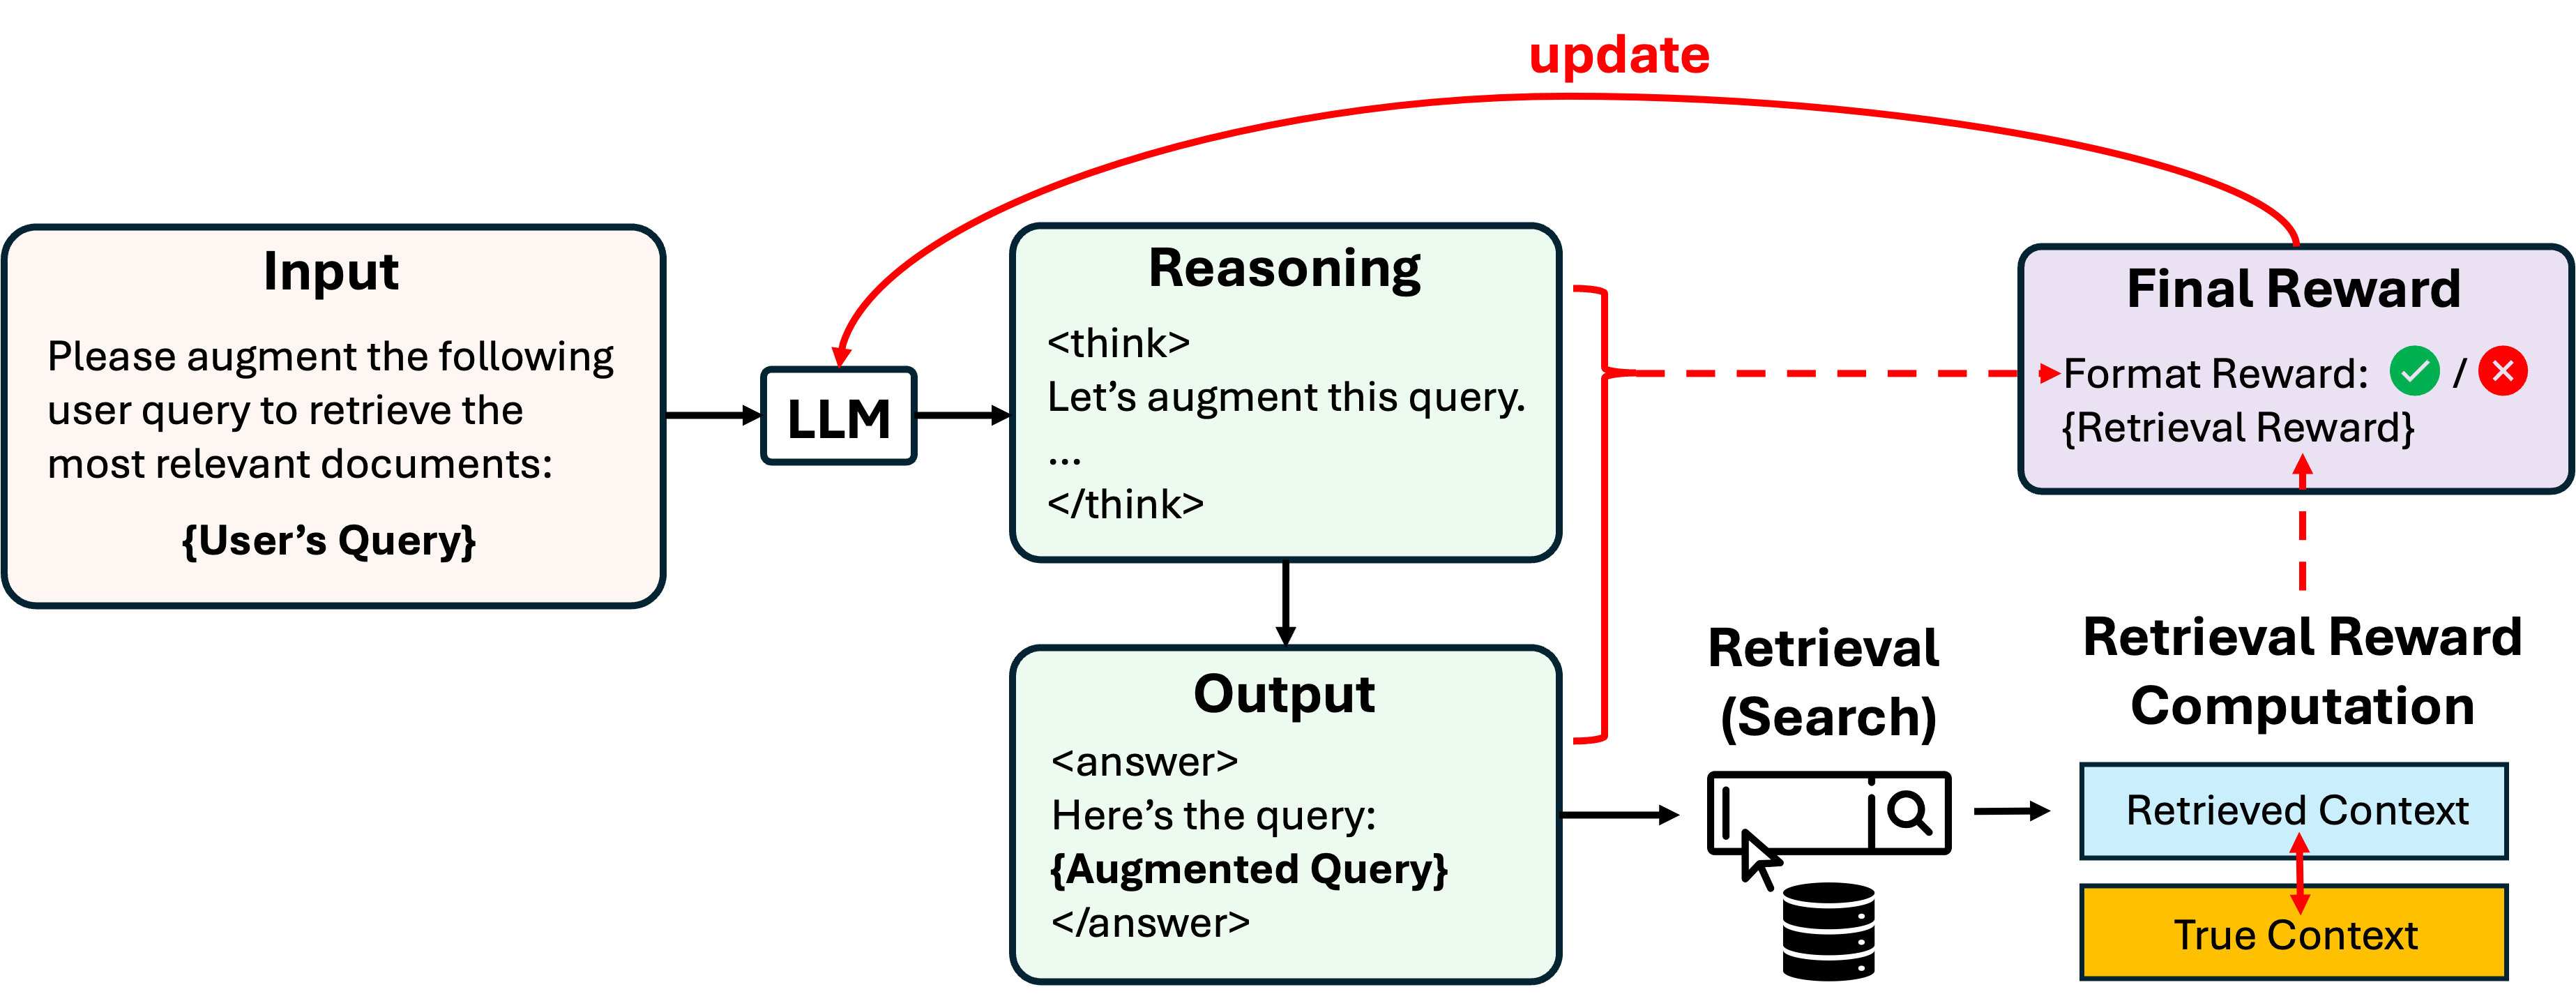 update
Input
Please augment the following
user query to retrieve the
most relevant documents:
{User’s Query}
LLM
Reasoning
<think>
Let’s augment this query.
...
</think>
Output
<answer>
Here’s the query:
{Augmented Query}
</answer>
Retrieval
(Search)
Final Reward
Format Reward: /
{Retrieval Reward}
Retrieval Reward
Computation
Retrieved Context
True Context